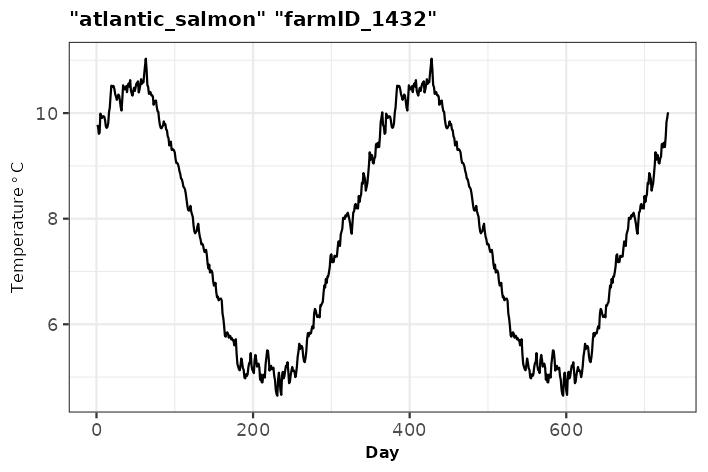 "atlantic_salmon" "farmID_1432"
Temperature ° C
10
8
6
0 200 400 600
Day